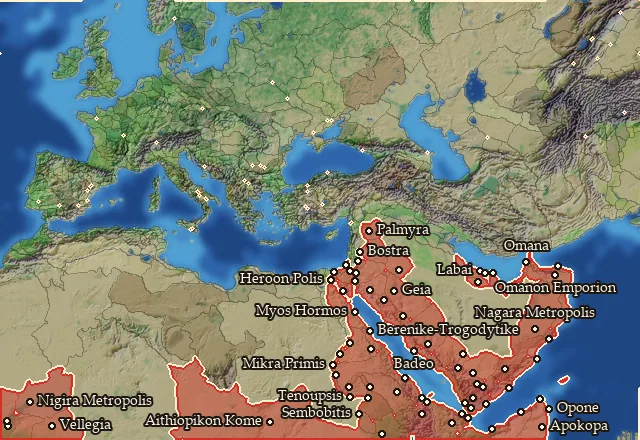 Palmyra
Bostra
Omana
Heroon Polis
Labai
Geia
Omanon Emporion
Myos Hormos
Nagara Metropolis
Berenike-Trogodytike
Mikra Primis
Badeo
Tenoupsis
Nigira Metropolis
Opone
Sembobitis
Aithiopikon Kome
Vellegia
Apokopa